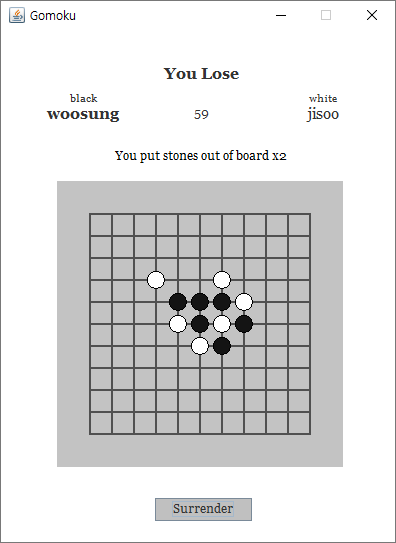 Gomoku
You Lose
black white
woosung 59 jisoo
You put stones out of board x2
Surrender